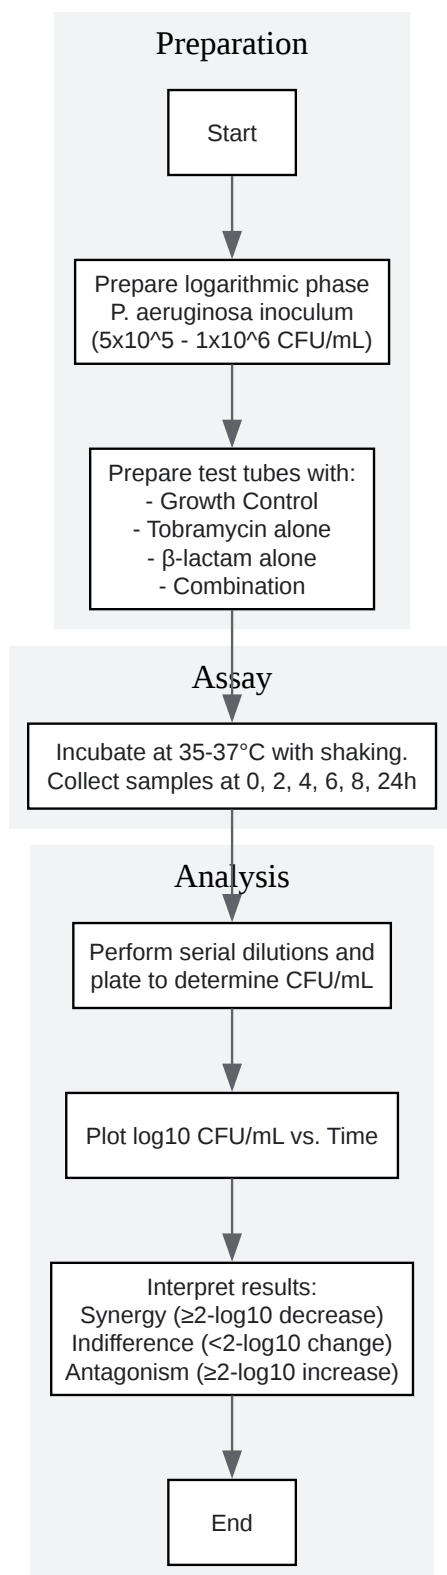 Preparation
Start
Prepare logarithmic phase
P. aeruginosa inoculum
(5x10^5 - 1x10^6 CFU/mL)
Prepare test tubes with:
- Growth Control
- Tobramycin alone
- β-lactam alone
- Combination
Assay
Incubate at 35-37°C with shaking.
Collect samples at 0, 2, 4, 6, 8, 24h
Analysis
Perform serial dilutions and
plate to determine CFU/mL
Plot log10 CFU/mL vs. Time
Interpret results:
Synergy (≥2-log10 decrease)
Indifference (<2-log10 change)
Antagonism (≥2-log10 increase)
End